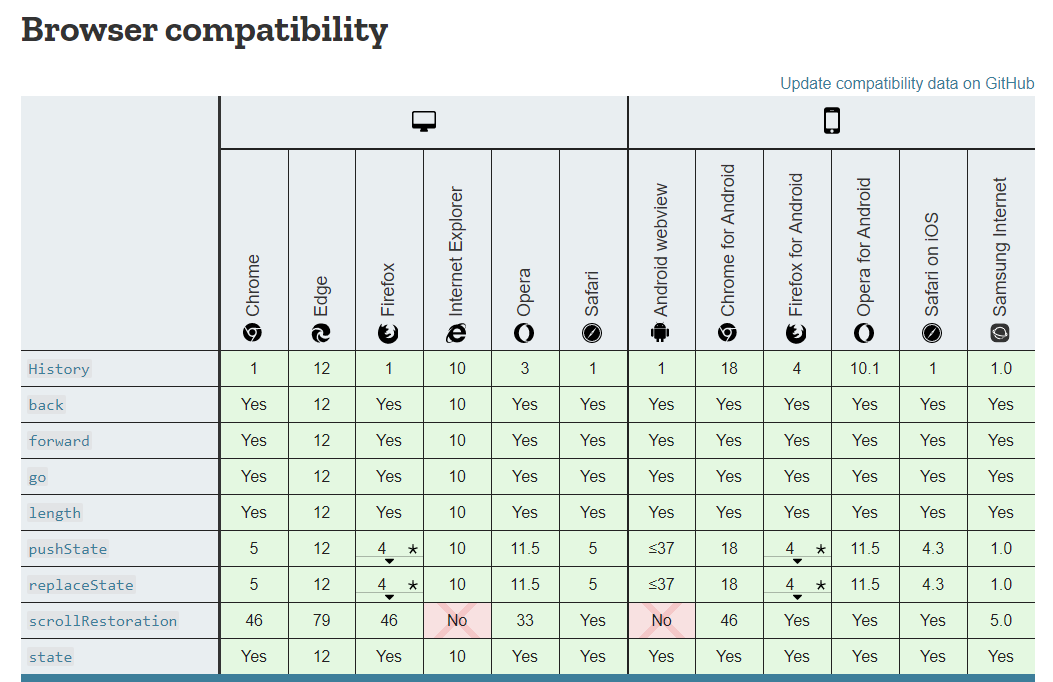 Browser compatibility
Update compatibility data on GitHub
Chrome Edge Firefox Internet Explorer Opera Safari Android webview Chrome for Android Firefox for Android Opera for Android Safari on iOS Samsung Internet
History 1 12 1 10 3 1 1 18 4 10.1 1 1.0
back Yes 12 Yes 10 Yes Yes Yes Yes Yes Yes Yes Yes
forward Yes 12 Yes 10 Yes Yes Yes Yes Yes Yes Yes Yes
go Yes 12 Yes 10 Yes Yes Yes Yes Yes Yes Yes Yes
length Yes 12 Yes 10 Yes Yes Yes Yes Yes Yes Yes Yes
pushState 5 12 4 * 10 11.5 5 ≤37 18 4 * 11.5 4.3 1.0
replaceState 5 12 4 * 10 11.5 5 ≤37 18 4 * 11.5 4.3 1.0
scrollRestoration 46 79 46 No 33 Yes No 46 Yes Yes Yes 5.0
state Yes 12 Yes 10 Yes Yes Yes Yes Yes Yes Yes Yes